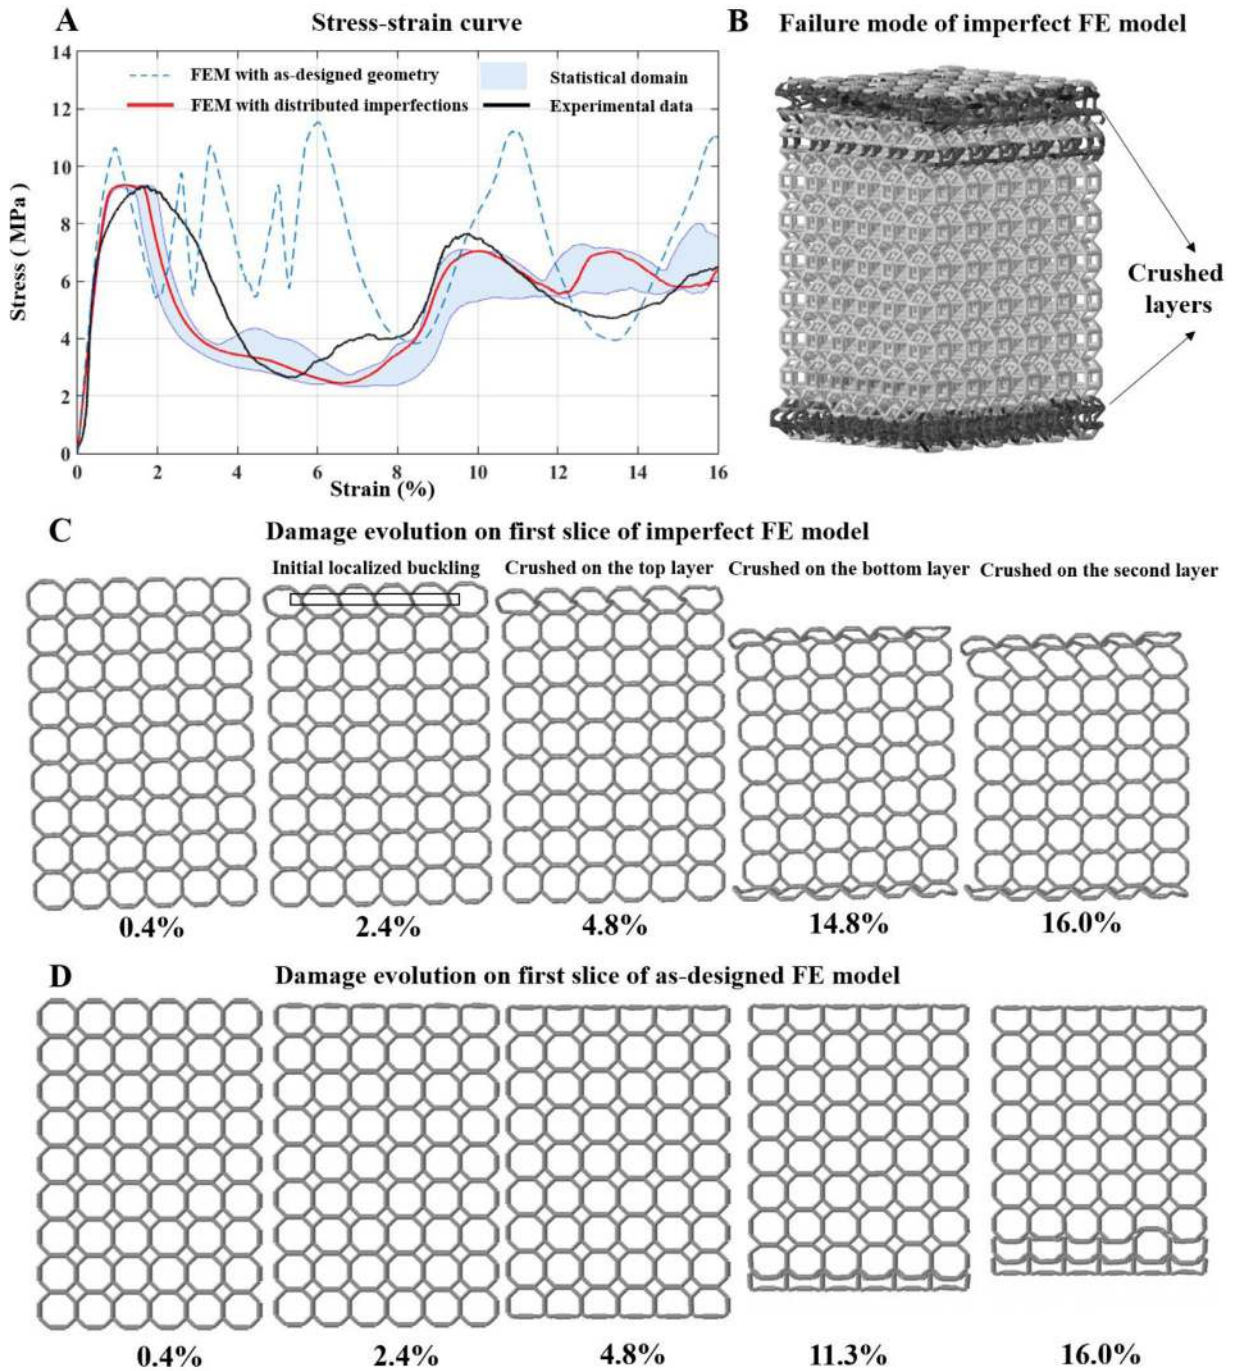 A
Stress-strain curve
B
Failure mode of imperfect FE model
14
12
10
8
6
4
2
0
Stress ( MPa )
FEM with as-designed geometry
Statistical domain
FEM with distributed imperfections
Experimental data
0 2 4 6 8 10 12 14 16
Strain (%)
Crushed
layers
C
Damage evolution on first slice of imperfect FE model
Initial localized buckling
Crushed on the top layer
Crushed on the bottom layer
Crushed on the second layer
0.4%
2.4%
4.8%
14.8%
16.0%
D
Damage evolution on first slice of as-designed FE model
0.4%
2.4%
4.8%
11.3%
16.0%